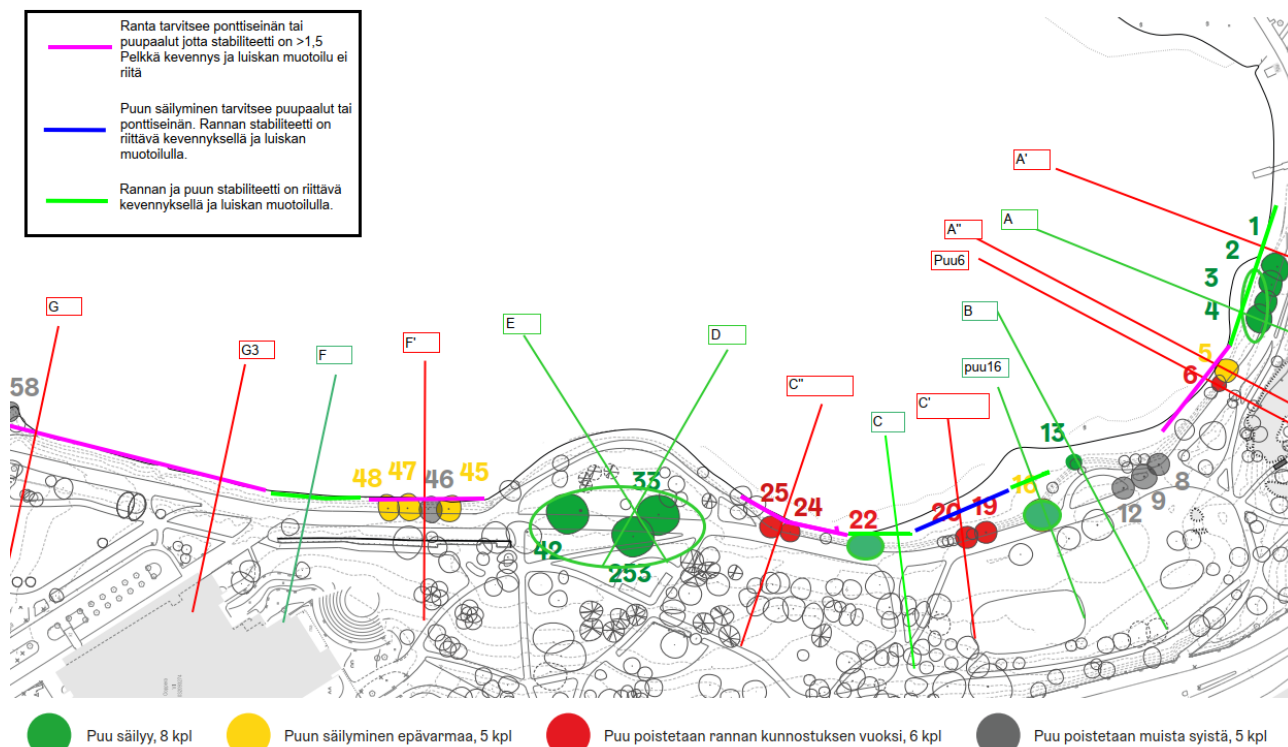 Ranta tarvitsee ponttiseinän tai
puupaalut jotta stabiliteetti on >1,5
Pelkkä kevennys ja luiskan muotoilu ei
riitä
Puun säilyminen tarvitsee puupaalut tai
ponttiseinän. Rannan stabiliteetti on
riittävä kevennyksellä ja luiskan
muotoilulla.
Rannan ja puun stabiliteetti on riittävä
kevennyksellä ja luiskan muotoilulla.
A'
A
A"
Puu6
1
2
3
4
5
6
G
G3
F
F'
E
D
C"
C
C'
B
puu16
58
48
47
46
45
33
42
253
25
24
22
20
19
16
13
12
9
8
Puu säilyy, 8 kpl
Puun säilyminen epävarmaa, 5 kpl
Puu poistetaan rannan kunnostuksen vuoksi, 6 kpl
Puu poistetaan muista syistä, 5 kpl